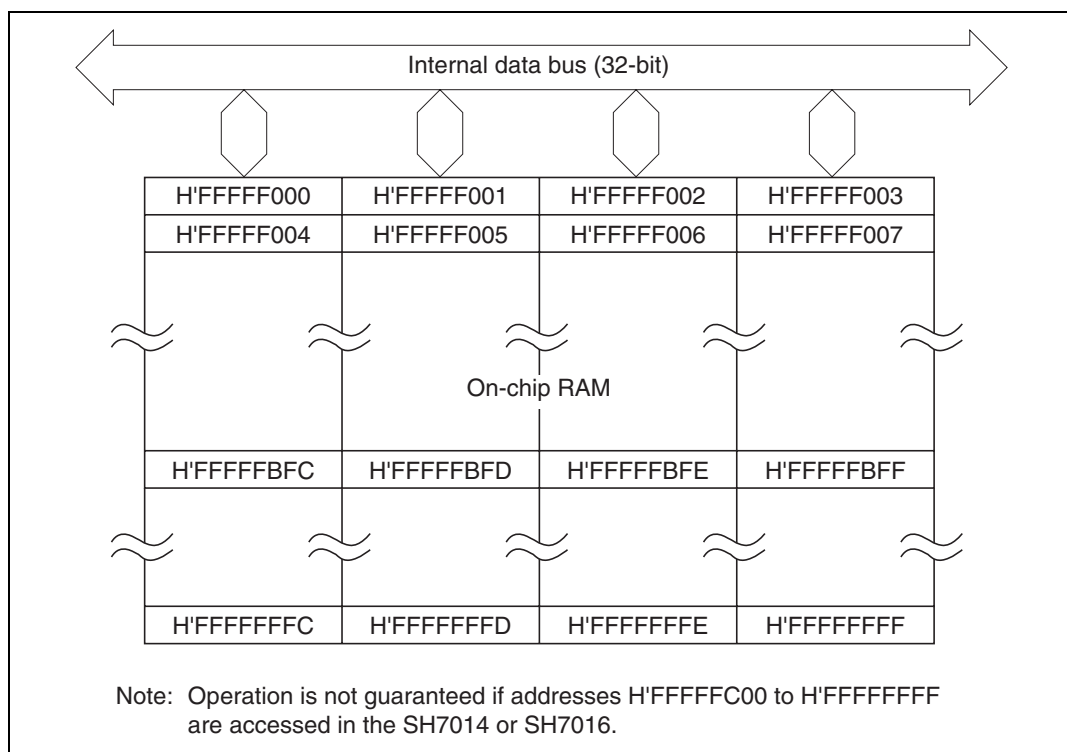 Internal data bus (32-bit)
H'FFFFF000 H'FFFFF001 H'FFFFF002 H'FFFFF003
H'FFFFF004 H'FFFFF005 H'FFFFF006 H'FFFFF007
On-chip RAM
H'FFFFFBFC H'FFFFFBFD H'FFFFFBFE H'FFFFFBFF
H'FFFFFFFC H'FFFFFFFD H'FFFFFFFE H'FFFFFFFF
Note: Operation is not guaranteed if addresses H'FFFFFC00 to H'FFFFFFFF
are accessed in the SH7014 or SH7016.